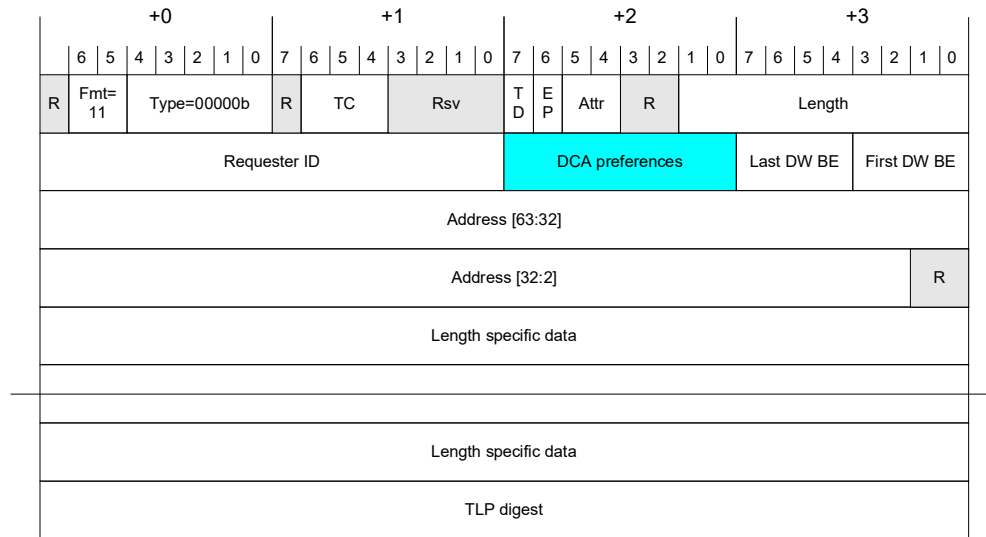 +0 +1 +2 +3
6 5 4 3 2 1 0 7 6 5 4 3 2 1 0 7 6 5 4 3 2 1 0 7 6 5 4 3 2 1 0
R Fmt= 11 Type=00000b R TC Rsv T D E P Attr R Length
Requester ID DCA preferences Last DW BE First DW BE
Address [63:32]
Address [32:2] R
Length specific data
Length specific data
TLP digest